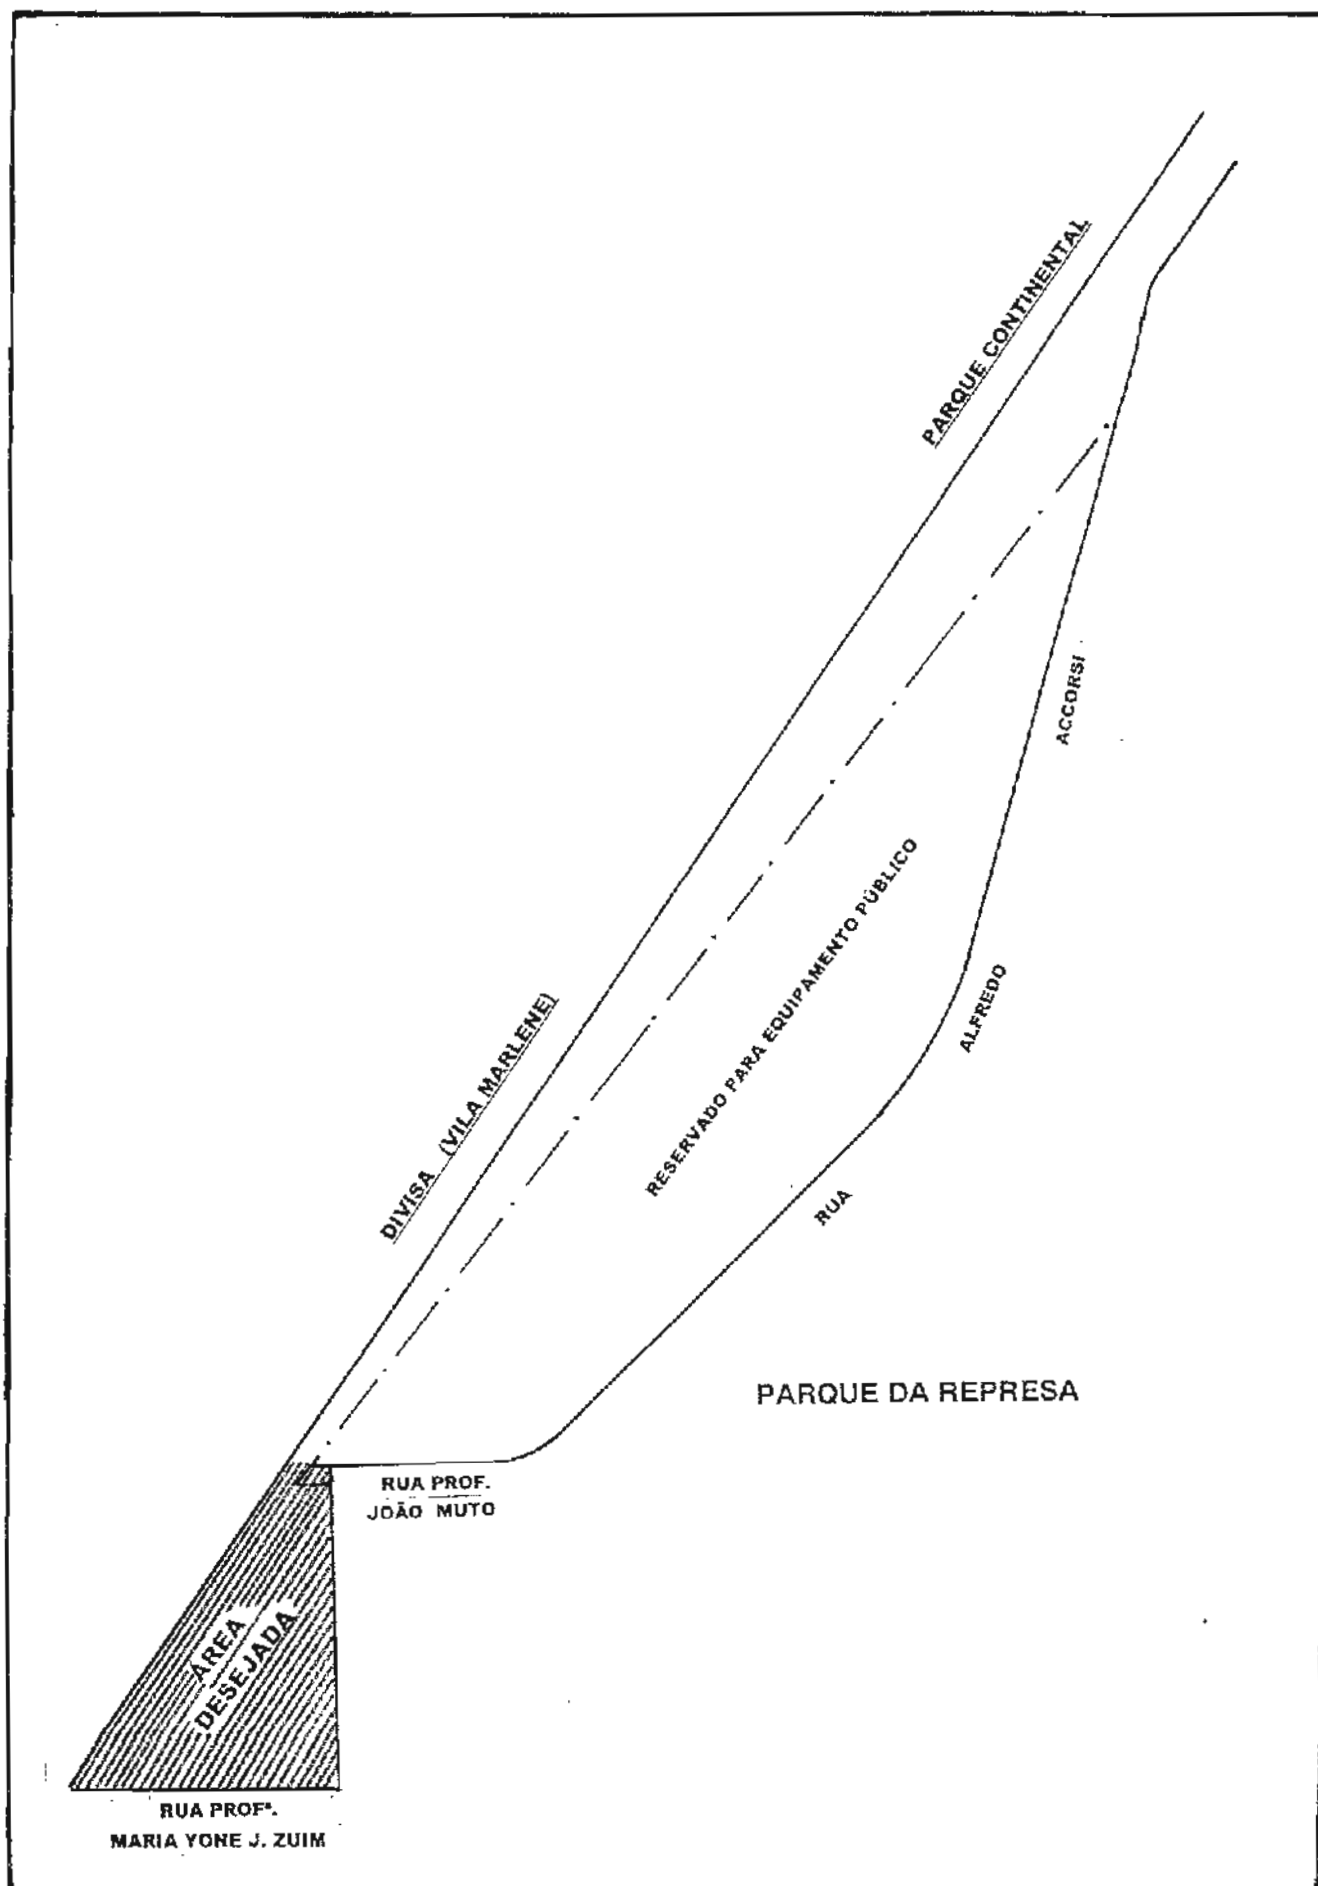 PARQUE CONTINENTAL
ACCORSI
RESERVADO PARA EQUIPAMENTO PÚBLICO
ALFREDO
DIVISA (VILA MARLENE)
RUA
PARQUE DA REPRESA
RUA PROF.
JOÃO MUTO
ÁREA
DESEJADA
RUA PROFª.
MARIA YONE J. ZUIM